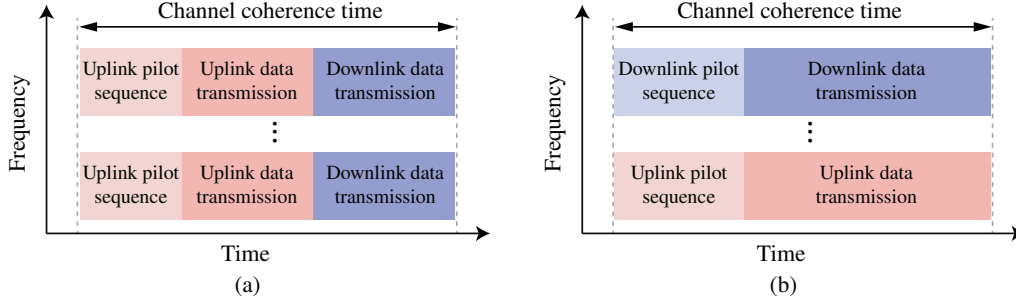 Channel coherence time
Frequency
Uplink pilot
sequence
Uplink data
transmission
Downlink data
transmission
Uplink pilot
sequence
Uplink data
transmission
Downlink data
transmission
Time
(a)
Channel coherence time
Frequency
Downlink pilot
sequence
Downlink data
transmission
Uplink pilot
sequence
Uplink data
transmission
Time
(b)